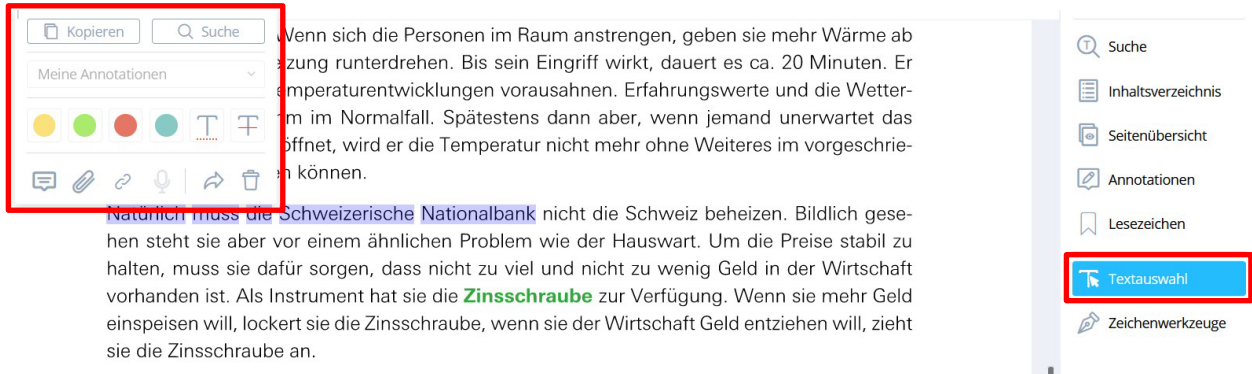 Kopieren
Suche
Meine Annotationen
Wenn sich die Personen im Raum anstrengen, geben sie mehr Wärme ab
runterdrehen. Bis sein Eingriff wirkt, dauert es ca. 20 Minuten. Er
vorausahnen. Erfahrungswerte und die Wetter-
im Normalfall. Spätestens dann aber, wenn jemand unerwartet das
öffnet, wird er die Temperatur nicht mehr ohne Weiteres im vorgeschrie-
können.
Natürlich muss die Schweizerische Nationalbank nicht die Schweiz beheizen. Bildlich gese-
hen steht sie aber vor einem ähnlichen Problem wie der Hauswart. Um die Preise stabil zu
halten, muss sie dafür sorgen, dass nicht zu viel und nicht zu wenig Geld in der Wirtschaft
vorhanden ist. Als Instrument hat sie die Zinsschraube zur Verfügung. Wenn sie mehr Geld
einspeisen will, lockert sie die Zinsschraube, wenn sie der Wirtschaft Geld entziehen will, zieht
sie die Zinsschraube an.
Suche
Inhaltsverzeichnis
Seitenübersicht
Annotationen
Lesezeichen
Textauswahl
Zeichenwerkzeuge